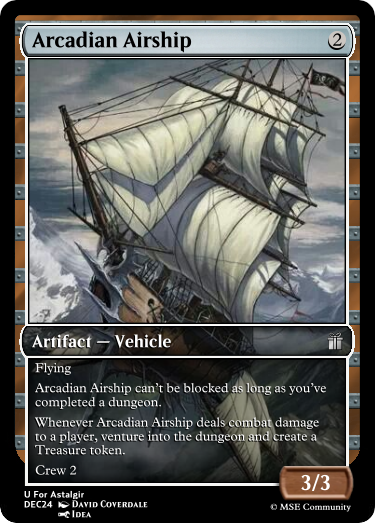 Arcadian Airship 2
Artifact — Vehicle
Flying
Arcadian Airship can't be blocked as long as you've
completed a dungeon.
Whenever Arcadian Airship deals combat damage
to a player, venture into the dungeon and create a
Treasure token.
Crew 2
3/3
U For Astalgir
DEC24 David Coverdale
Idea
© MSE Community